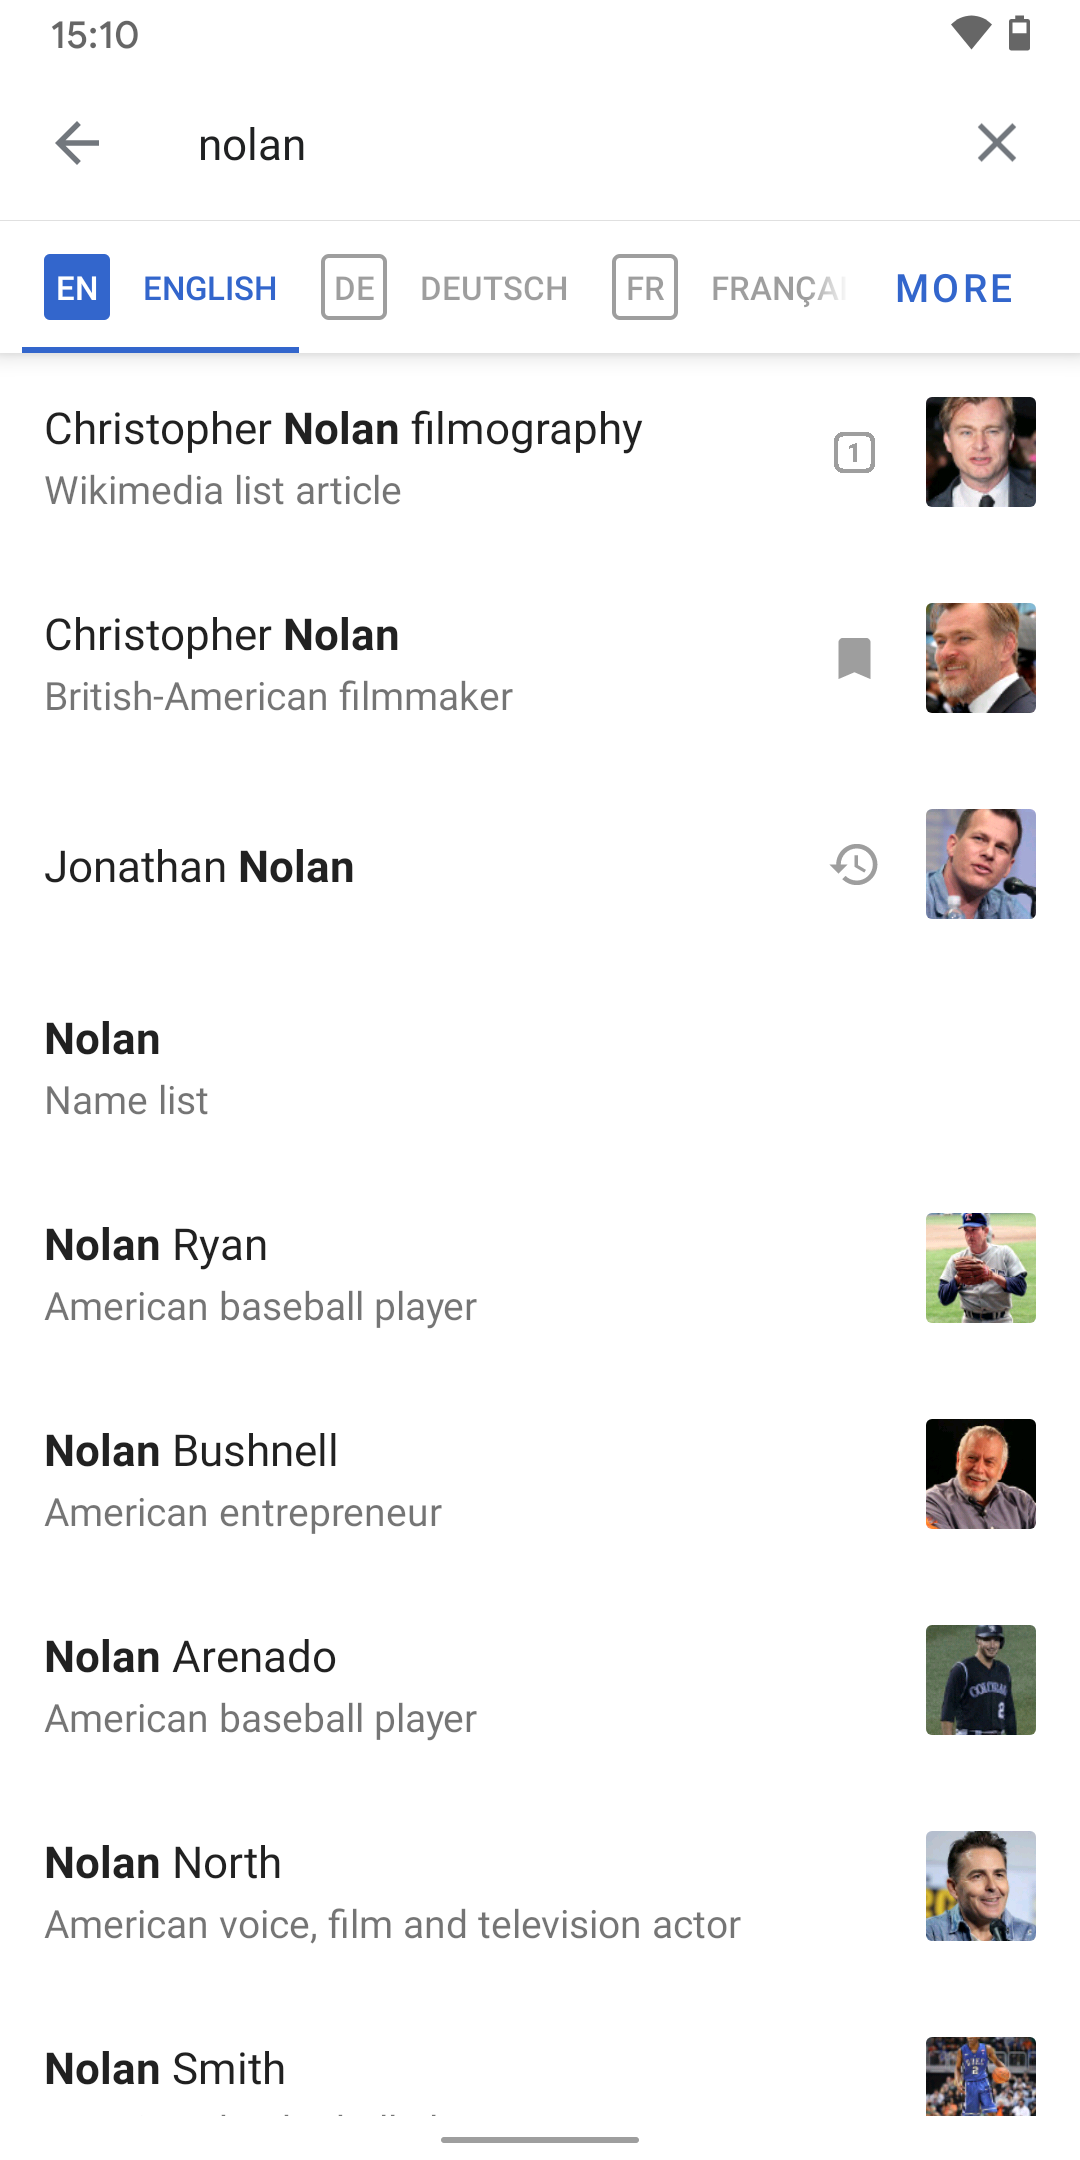 15:10
nolan
EN ENGLISH DE DEUTSCH FR FRANÇAI MORE
Christopher Nolan filmography
1
Wikimedia list article
Christopher Nolan
British-American filmmaker
Jonathan Nolan
Nolan
Name list
Nolan Ryan
American baseball player
Nolan Bushnell
American entrepreneur
Nolan Arenado
American baseball player
Nolan North
American voice, film and television actor
Nolan Smith